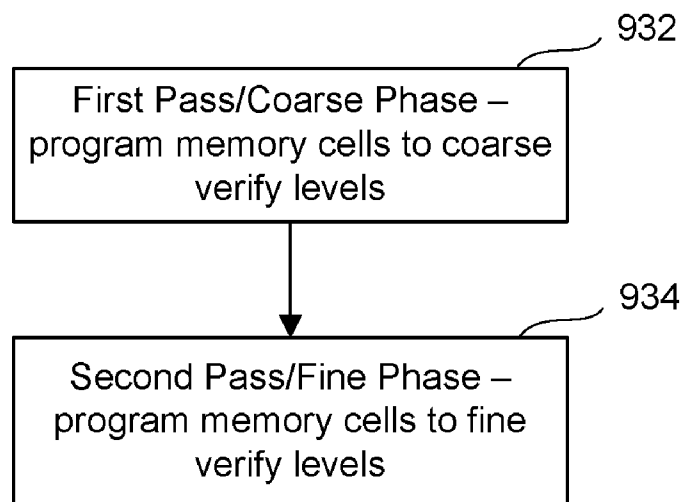 932
First Pass/Coarse Phase –
program memory cells to coarse
verify levels
934
Second Pass/Fine Phase –
program memory cells to fine
verify levels